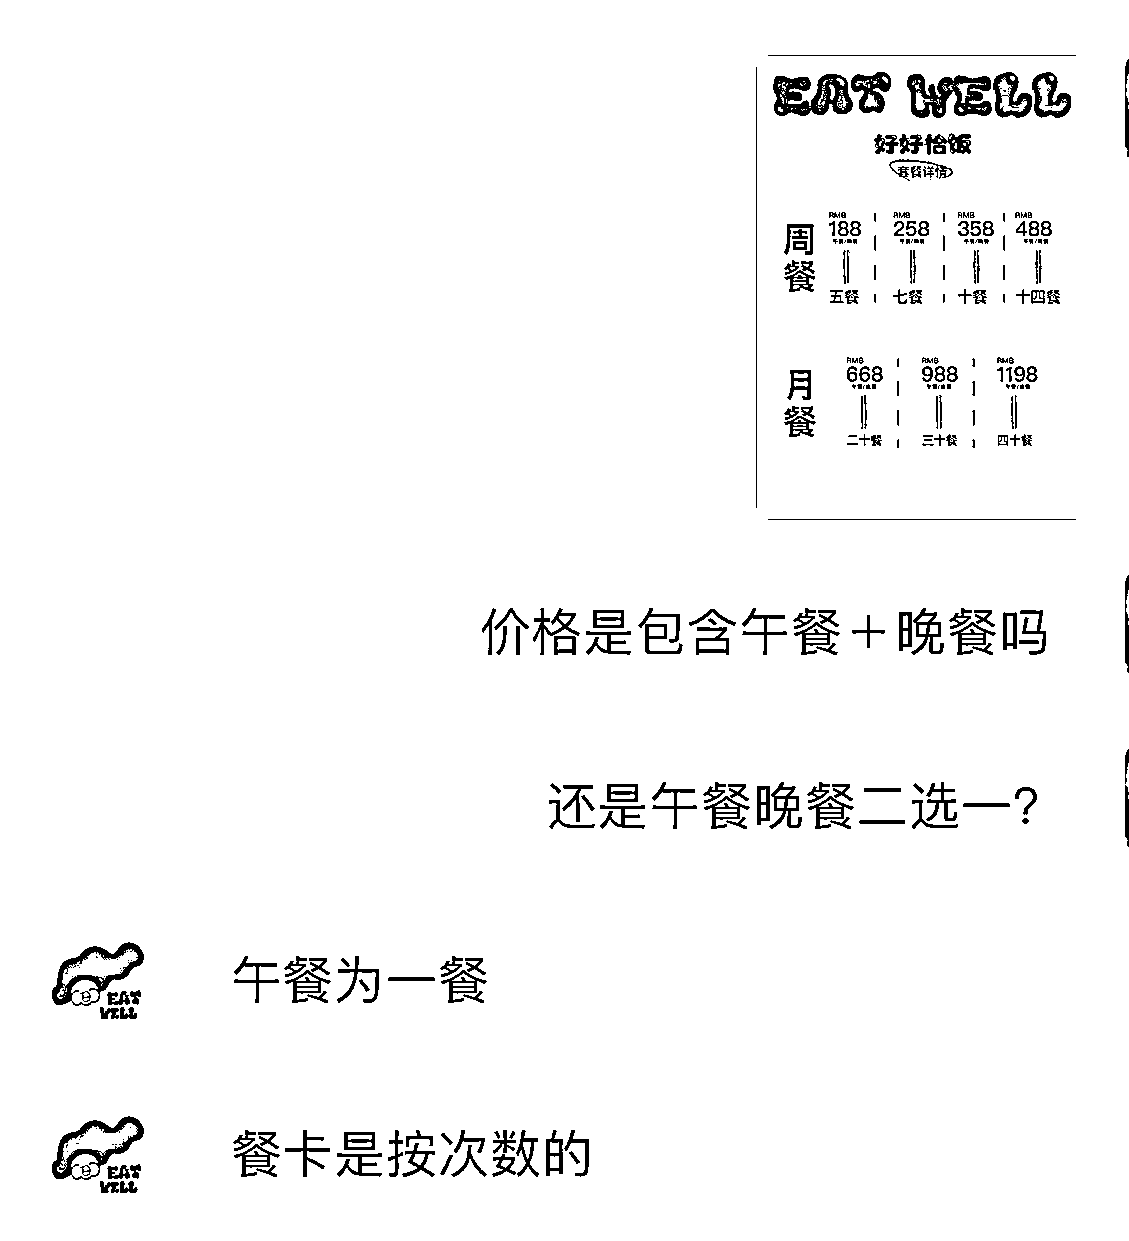 EAT WELL
好好恰饭
套餐详情
周餐
RMB 188 午餐/晚餐 五餐
RMB 258 午餐/晚餐 七餐
RMB 358 午餐/晚餐 十餐
RMB 488 午餐/晚餐 十四餐
月餐
RMB 668 午餐/晚餐 二十餐
RMB 988 午餐/晚餐 三十餐
RMB 1198 午餐/晚餐 四十餐
价格是包含午餐＋晚餐吗
还是午餐晚餐二选一?
EAT WELL
午餐为一餐
EAT WELL
餐卡是按次数的